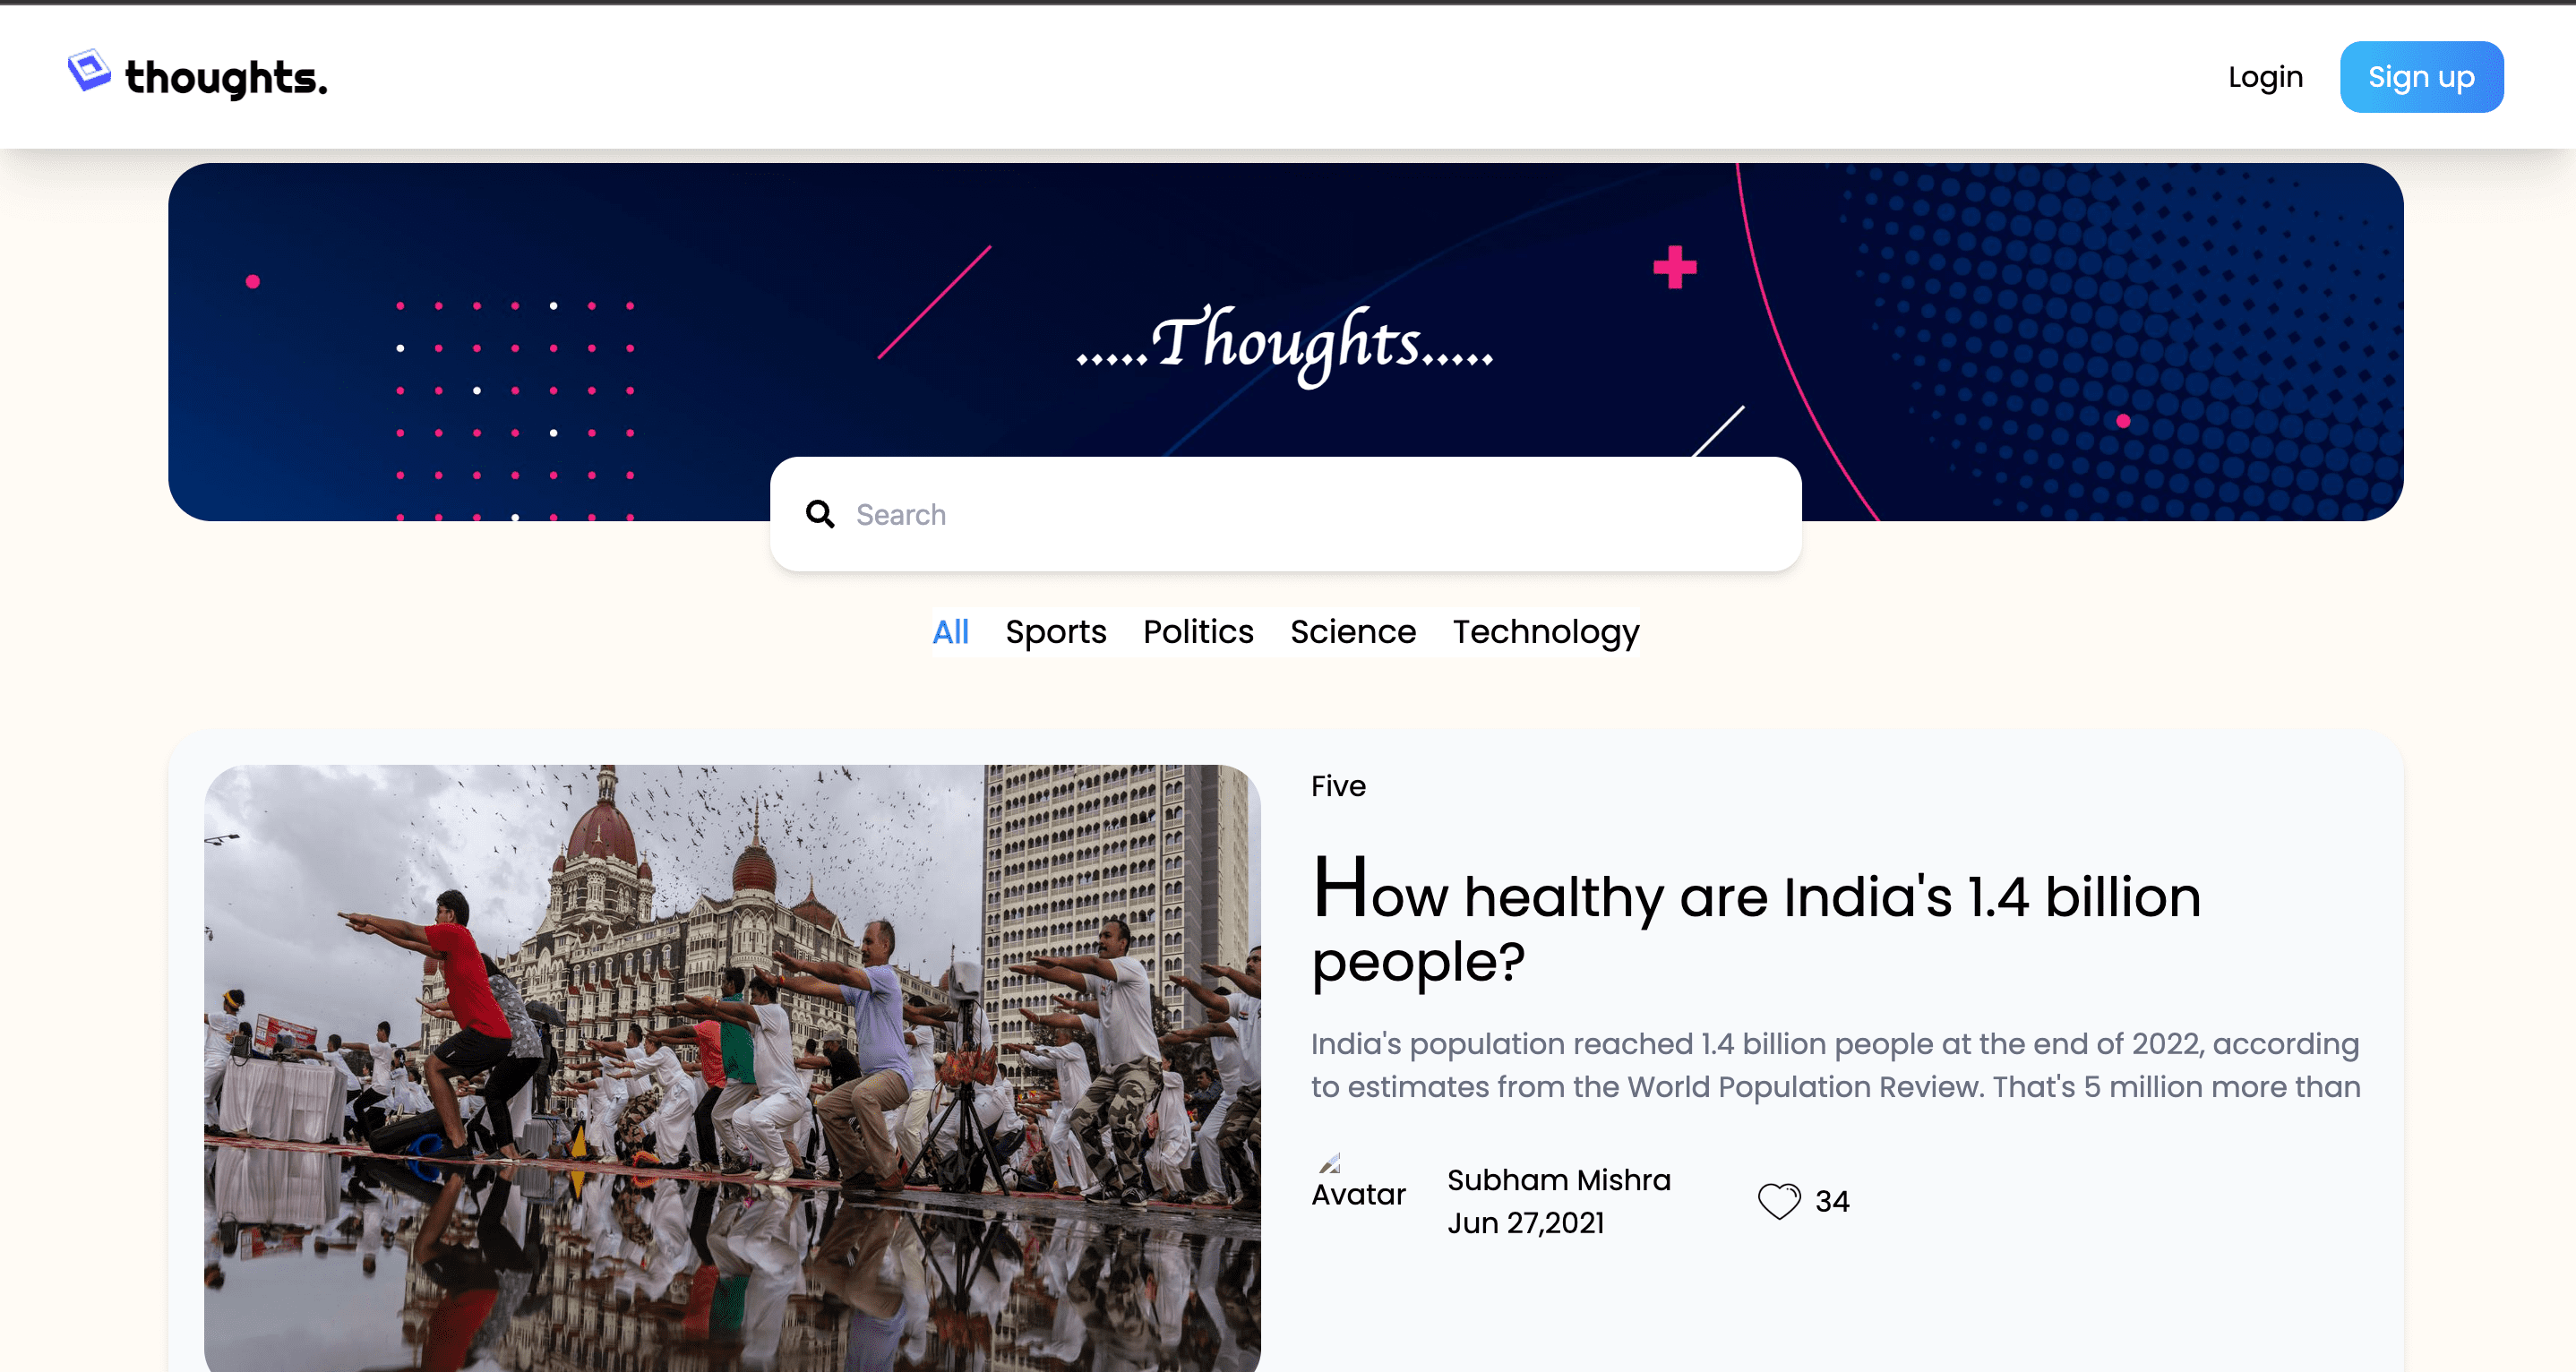 thoughts.
Login
Sign up
.....Thoughts.....
Search
All Sports Politics Science Technology
Five
How healthy are India's 1.4 billion
people?
India's population reached 1.4 billion people at the end of 2022, according
to estimates from the World Population Review. That's 5 million more than
Avatar
Subham Mishra
Jun 27,2021
34